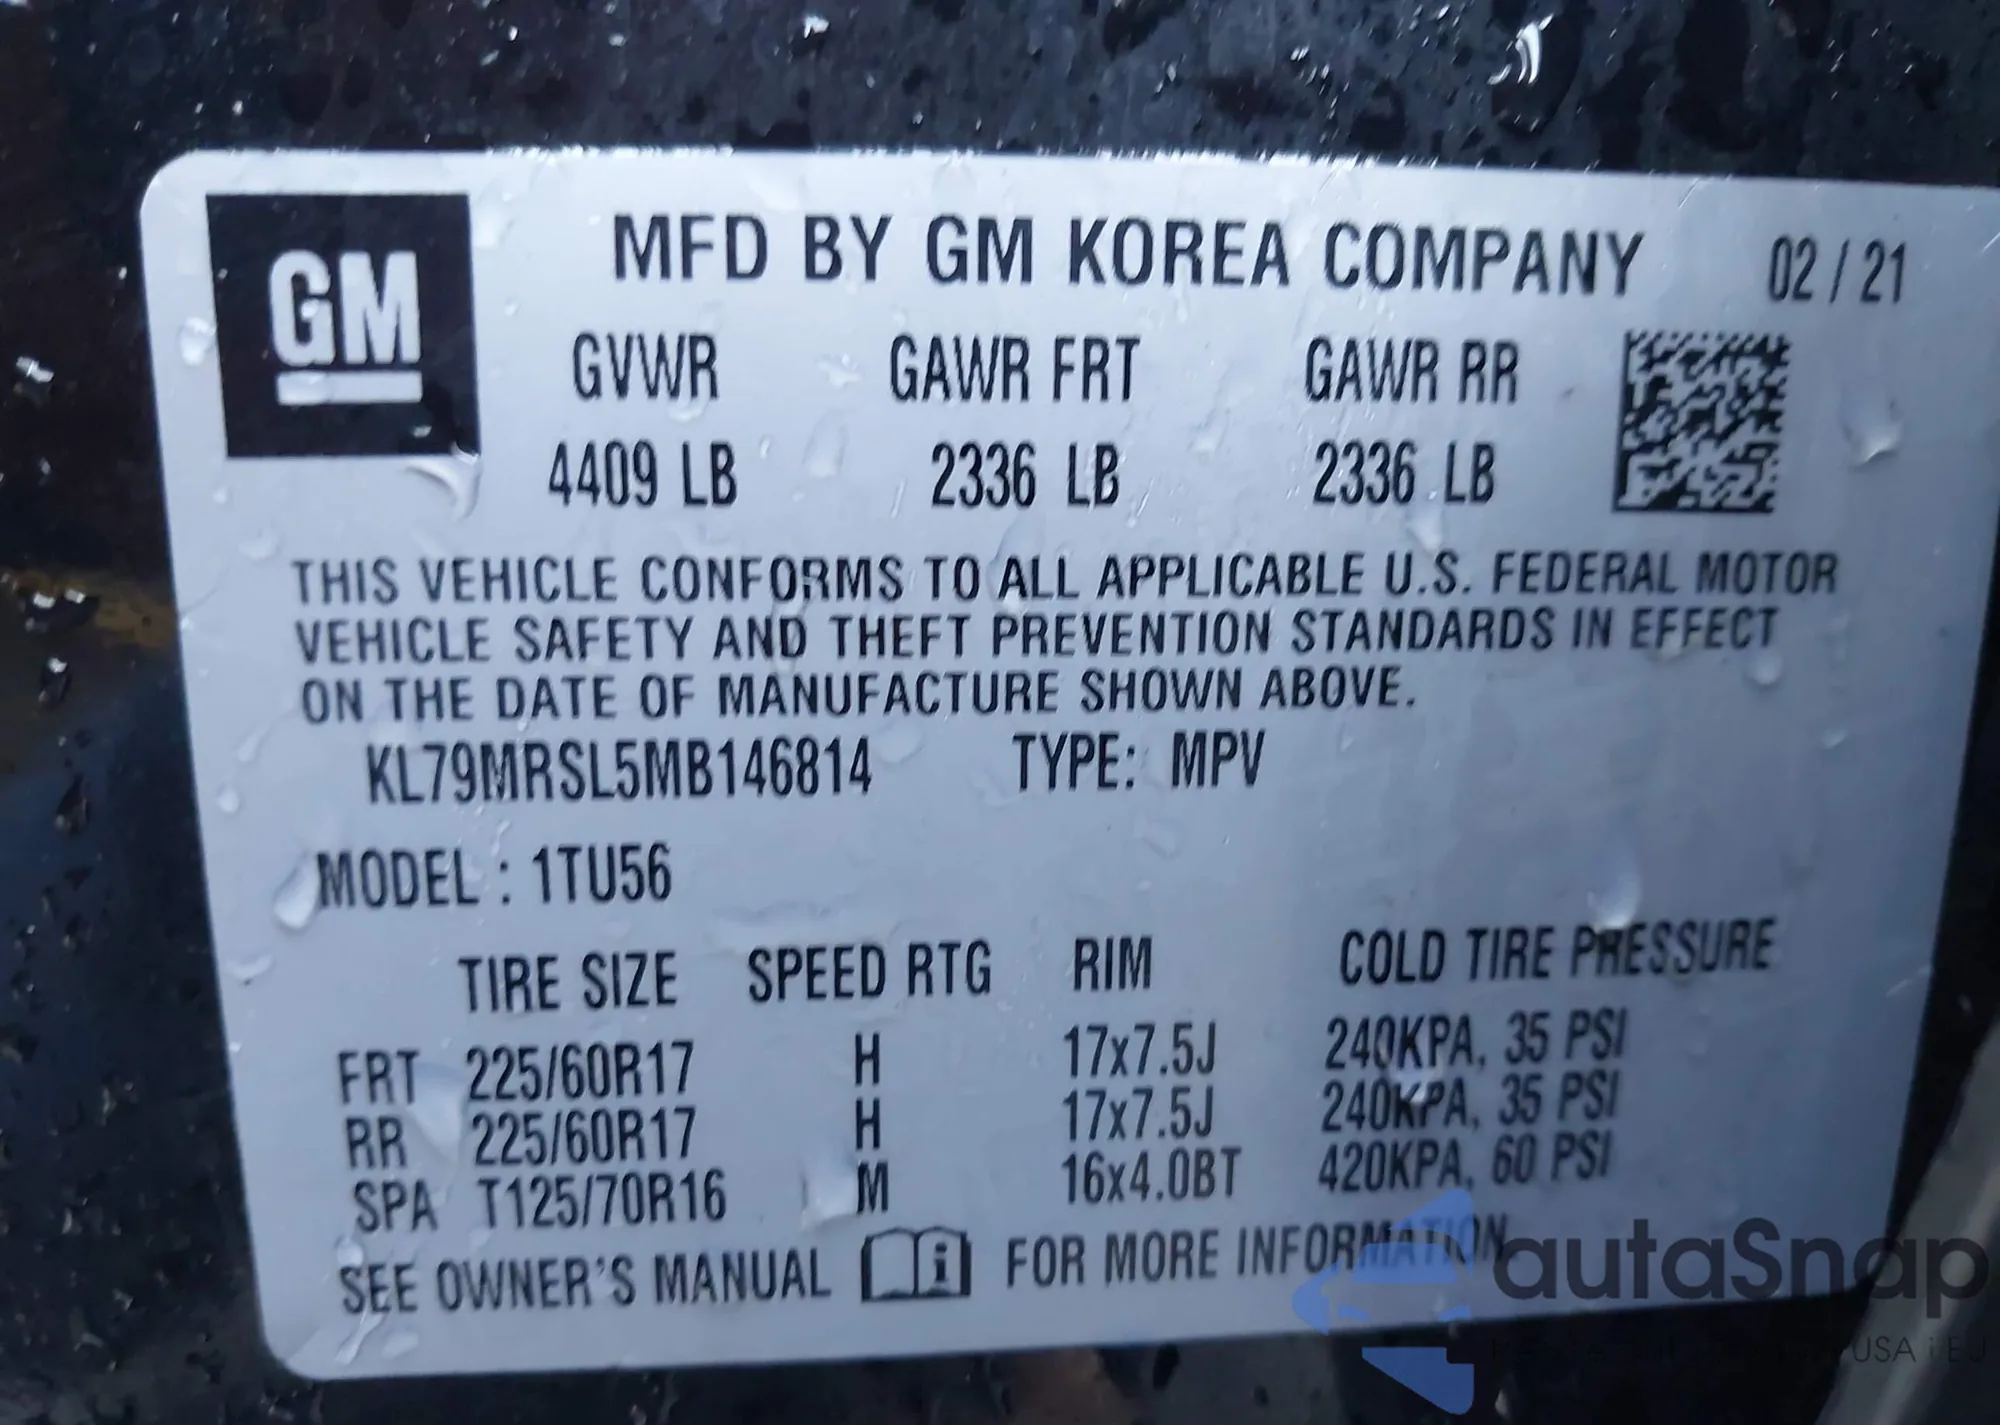 GM
MFD BY GM KOREA COMPANY 02 / 21
GVWR GAWR FRT GAWR RR
4409 LB 2336 LB 2336 LB
THIS VEHICLE CONFORMS TO ALL APPLICABLE U.S. FEDERAL MOTOR
VEHICLE SAFETY AND THEFT PREVENTION STANDARDS IN EFFECT
ON THE DATE OF MANUFACTURE SHOWN ABOVE.
KL79MRSL5MB146814 TYPE: MPV
MODEL : 1TU56
TIRE SIZE SPEED RTG RIM COLD TIRE PRESSURE
FRT 225/60R17 H 17x7.5J 240KPA, 35 PSI
RR 225/60R17 H 17x7.5J 240KPA, 35 PSI
SPA T125/70R16 M 16x4.0BT 420KPA, 60 PSI
SEE OWNER'S MANUAL i FOR MORE INFORMATION
autaSnap
USA i EU